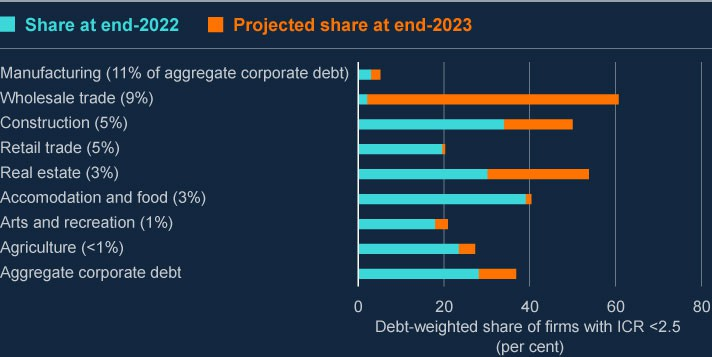 Share at end-2022 Projected share at end-2023
Manufacturing (11% of aggregate corporate debt)
Wholesale trade (9%)
Construction (5%)
Retail trade (5%)
Real estate (3%)
Accomodation and food (3%)
Arts and recreation (1%)
Agriculture (<1%)
Aggregate corporate debt
0 20 40 60 80
Debt-weighted share of firms with ICR <2.5
(per cent)